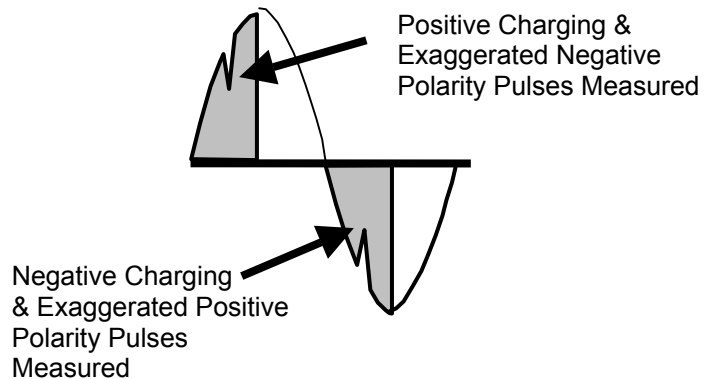 Positive Charging &
Exaggerated Negative
Polarity Pulses Measured
Negative Charging
& Exaggerated Positive
Polarity Pulses
Measured